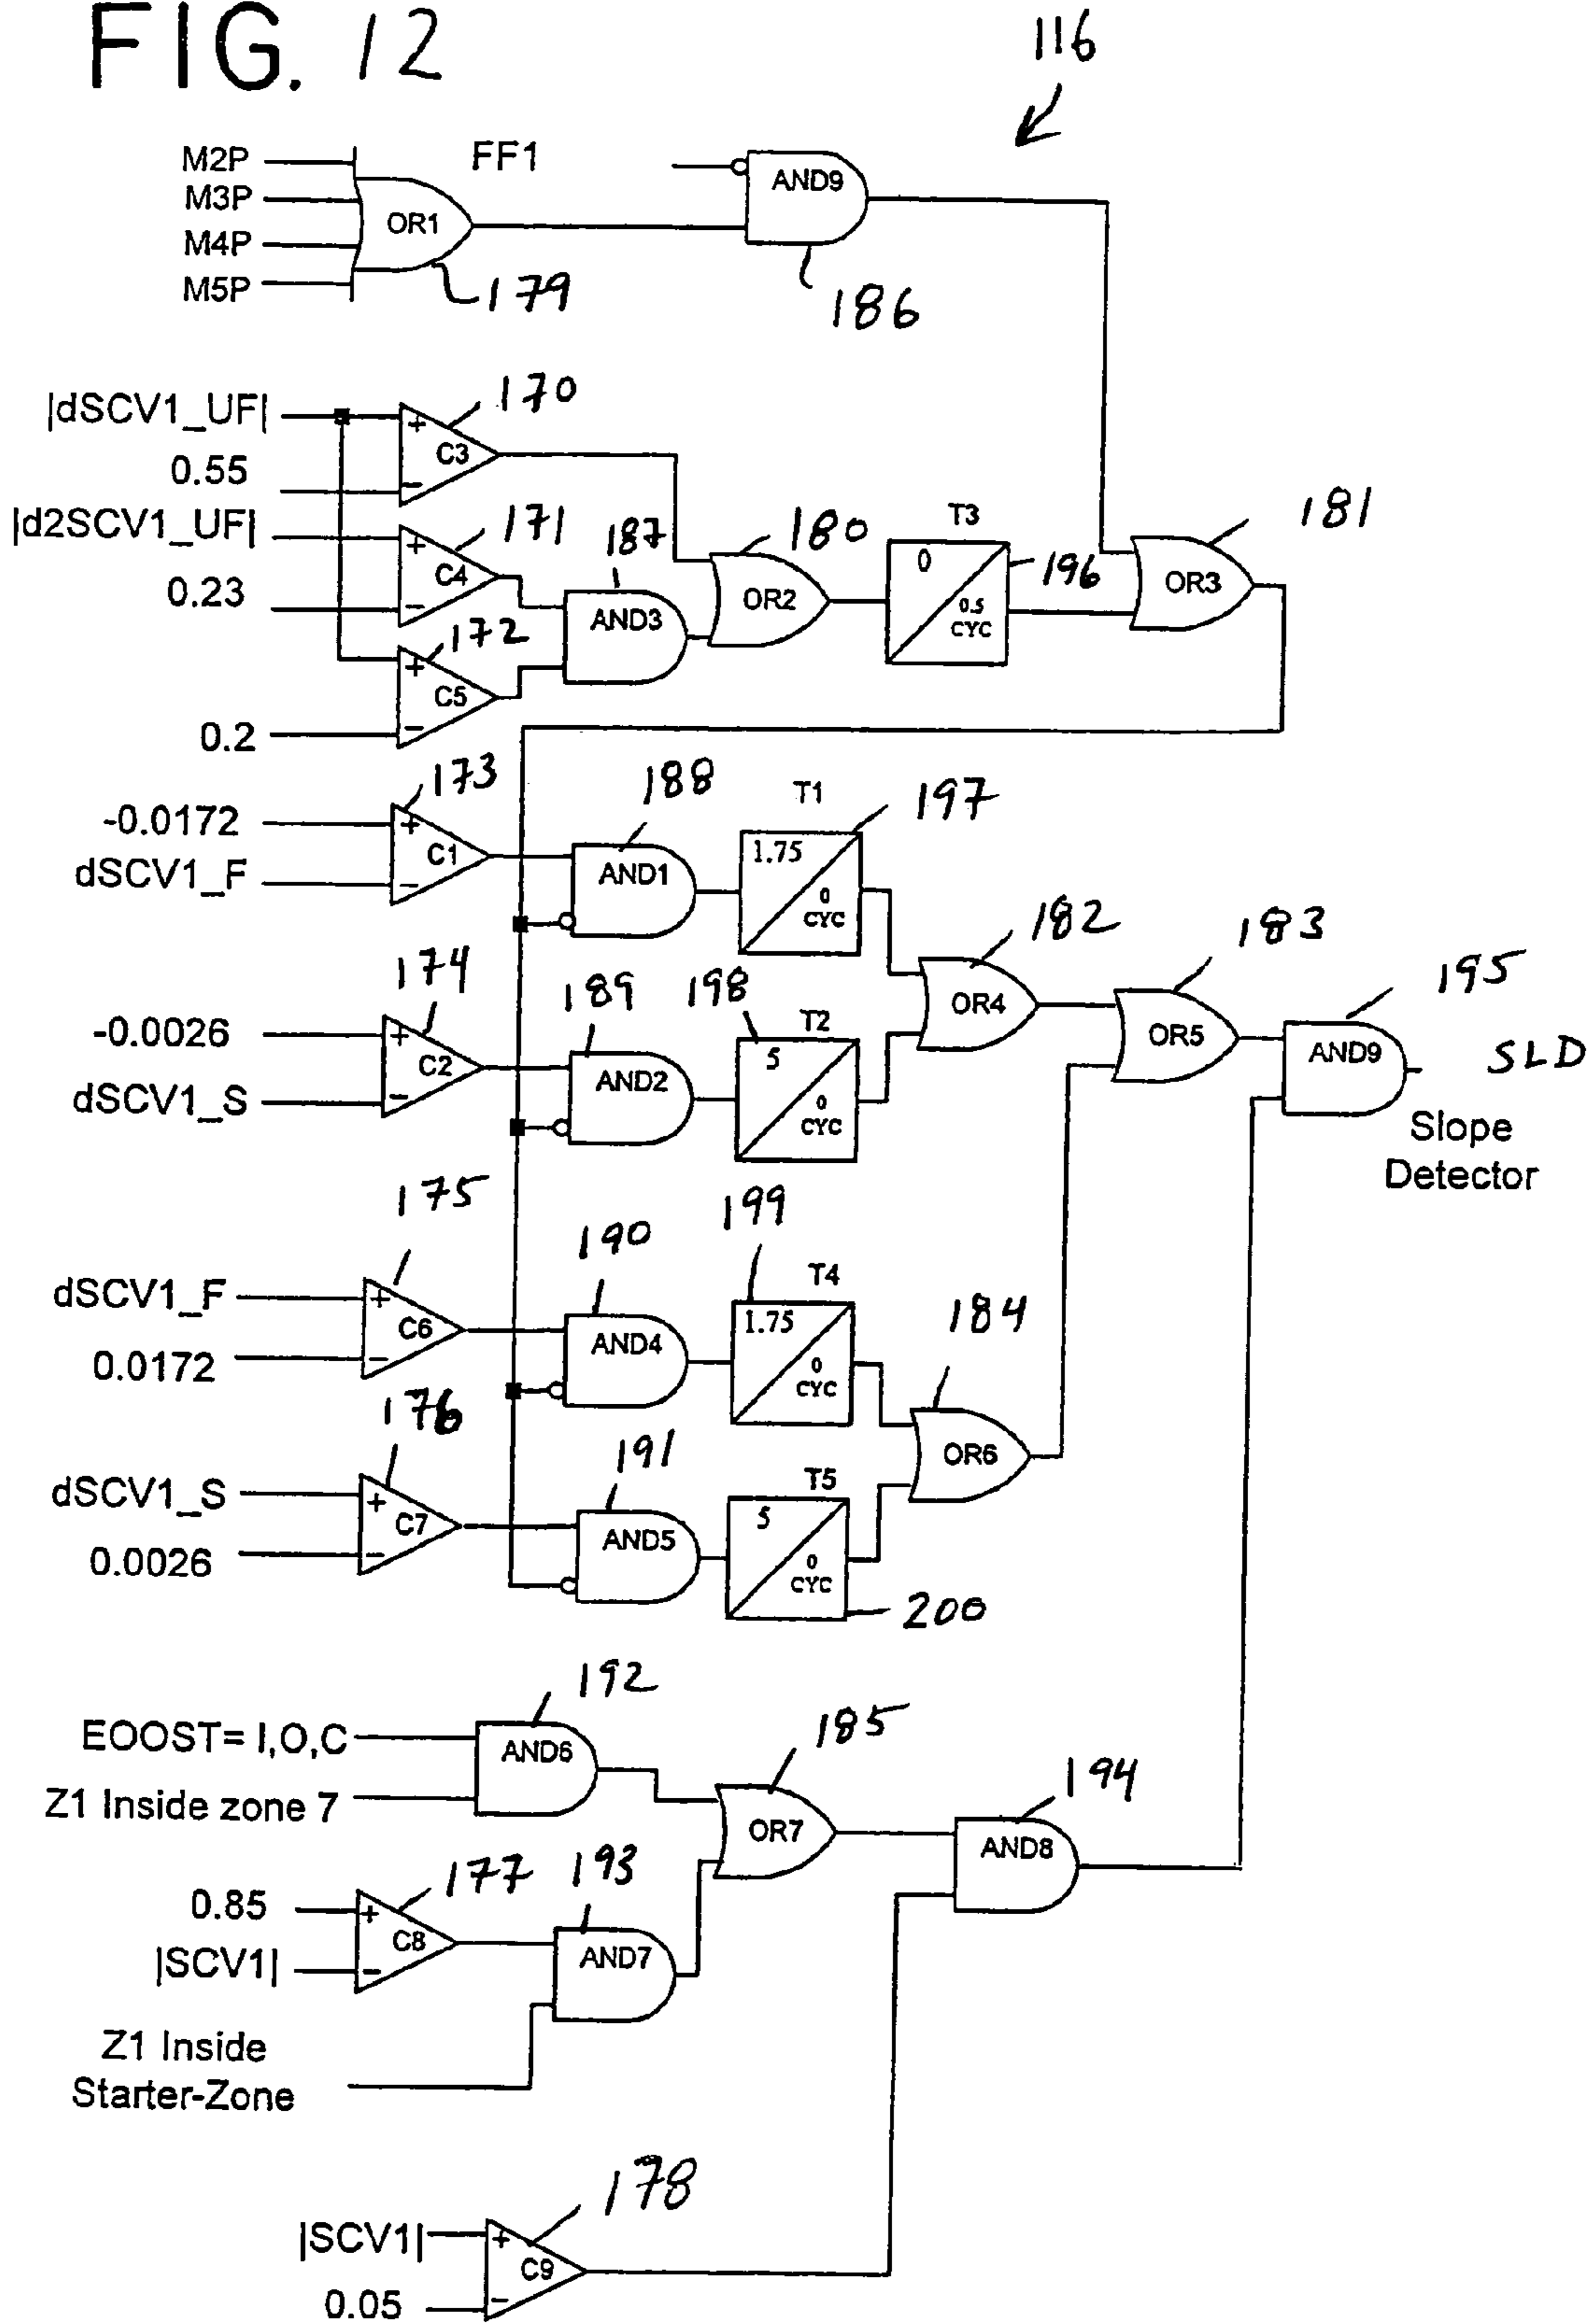 FIG. 12
116
M2P
M3P
M4P
M5P
OR1
179
FF1
AND9
186
|dSCV1_UF|
0.55
|d2SCV1_UF|
0.23
0.2
+
−
C3
170
+
−
C4
171
+
−
C5
172
AND3
187
OR2
180
T3
0
0.5
CYC
196
OR3
181
-0.0172
dSCV1_F
+
−
C1
173
AND1
188
T1
1.75
0
CYC
197
-0.0026
dSCV1_S
+
−
C2
174
AND2
189
T2
5
0
CYC
198
OR4
182
OR5
183
AND9
195
SLD
Slope
Detector
dSCV1_F
0.0172
+
−
C6
175
AND4
190
T4
1.75
0
CYC
199
dSCV1_S
0.0026
+
−
C7
176
AND5
191
T5
5
0
CYC
200
OR6
184
EOOST= I,O,C
Z1 Inside zone 7
AND6
192
0.85
|SCV1|
+
−
C8
177
Z1 Inside
Starter-Zone
AND7
193
OR7
185
AND8
194
|SCV1|
0.05
+
−
C9
178